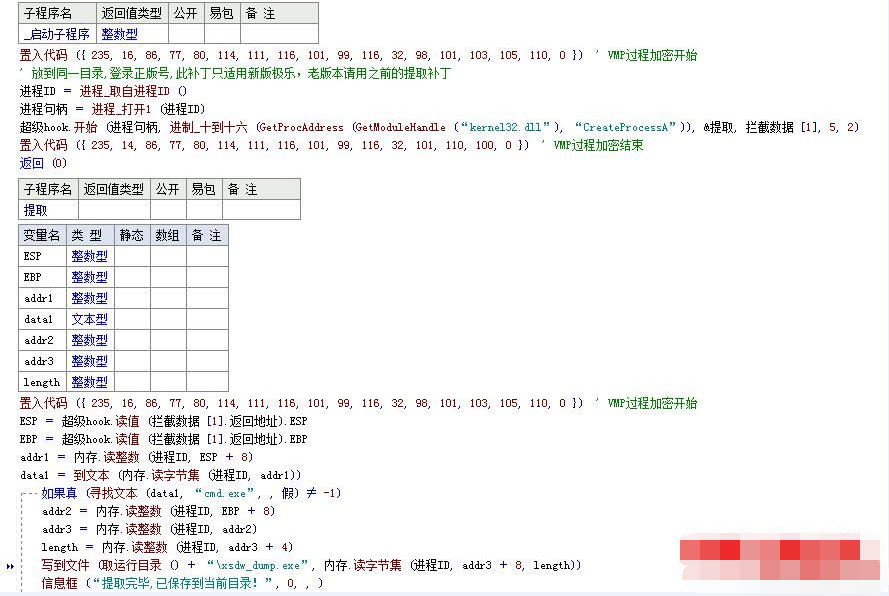 子程序名 返回值类型 公开 易包 备 注
_启动子程序 整数型
置入代码 ({ 235, 16, 86, 77, 80, 114, 111, 116, 101, 99, 116, 32, 98, 101, 103, 105, 110, 0 }) ' VMP过程加密开始
' 放到同一目录,登录正版号,此补丁只适用新版极乐,老版本请用之前的提取补丁
进程ID = 进程_取自进程ID ()
进程句柄 = 进程_打开1 (进程ID)
超级hook.开始 (进程句柄, 进制_十到十六 (GetProcAddress (GetModuleHandle (“kernel32.dll”), “CreateProcessA”)), &提取, 拦截数据 [1], 5, 2)
置入代码 ({ 235, 14, 86, 77, 80, 114, 111, 116, 101, 99, 116, 32, 101, 110, 100, 0 }) ' VMP过程加密结束
返回 (0)
子程序名 返回值类型 公开 易包 备 注
提取
变量名 类 型 静态 数组 备 注
ESP 整数型
EBP 整数型
addr1 整数型
data1 文本型
addr2 整数型
addr3 整数型
length 整数型
置入代码 ({ 235, 16, 86, 77, 80, 114, 111, 116, 101, 99, 116, 32, 98, 101, 103, 105, 110, 0 }) ' VMP过程加密开始
ESP = 超级hook.读值 (拦截数据 [1].返回地址).ESP
EBP = 超级hook.读值 (拦截数据 [1].返回地址).EBP
addr1 = 内存.读整数 (进程ID, ESP + 8)
data1 = 到文本 (内存.读字节集 (进程ID, addr1))
如果真 (寻找文本 (data1, “cmd.exe”, , 假) ≠ -1)
addr2 = 内存.读整数 (进程ID, EBP + 8)
addr3 = 内存.读整数 (进程ID, addr2)
length = 内存.读整数 (进程ID, addr3 + 4)
写到文件 (取运行目录 () + “\xsdw_dump.exe”, 内存.读字节集 (进程ID, addr3 + 8, length))
信息框 (“提取完毕,已保存到当前目录!”, 0, , )